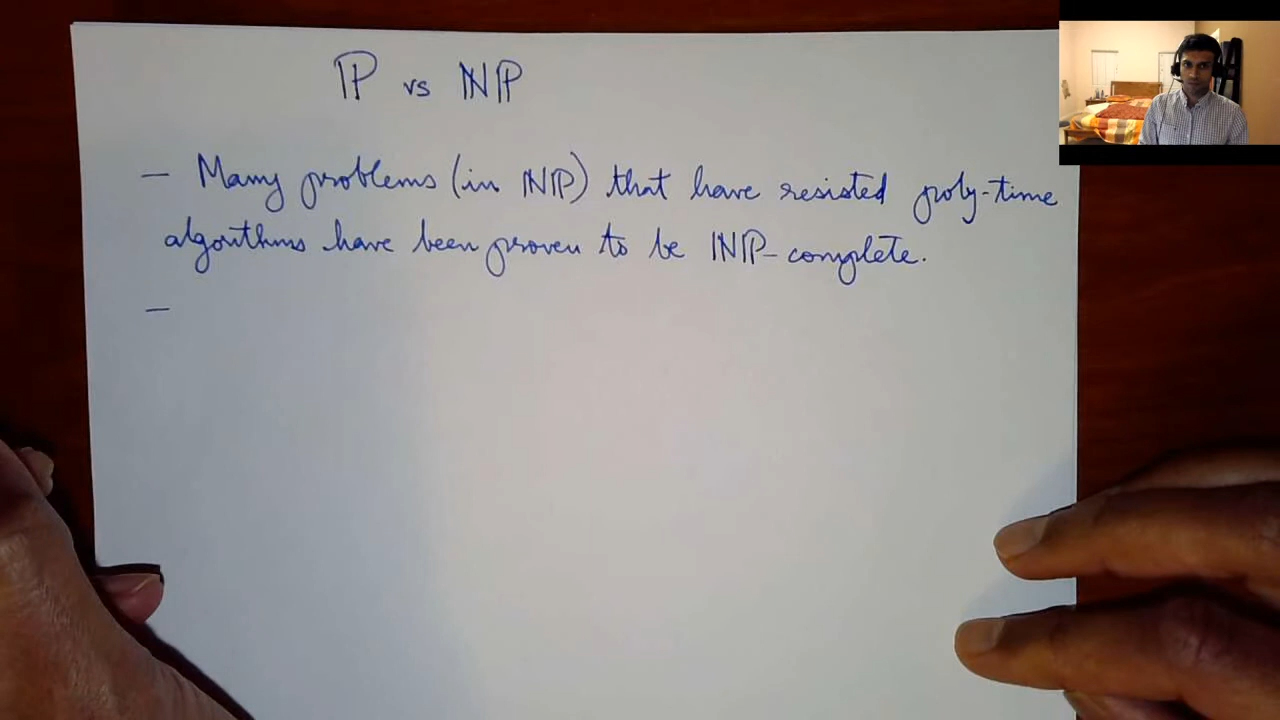 P vs NP
- Many problems (in NP) that have resisted poly-time
algorithms have been proven to be NP-complete.
-